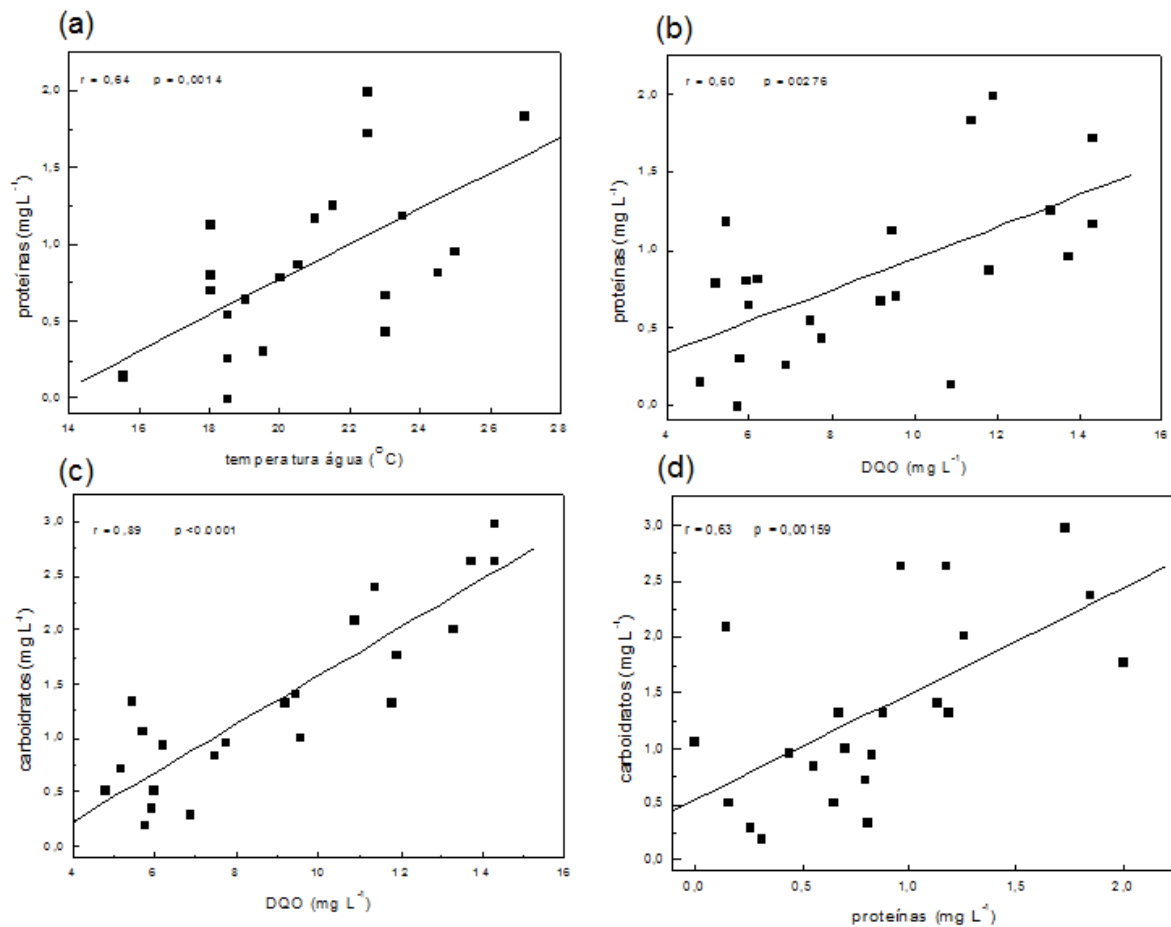 (a)
r = 0,64 p = 0,0014
proteínas (mg L⁻¹)
2,0
1,5
1,0
0,5
0,0
14 16 18 20 22 24 26 28
temperatura água (°C)
(b)
r = 0,60 p = 00276
proteínas (mg L⁻¹)
2,0
1,5
1,0
0,5
0,0
4 6 8 10 12 14 16
DQO (mg L⁻¹)
(c)
r = 0,89 p <0.0001
carboidratos (mg L⁻¹)
3,0
2,5
2,0
1,5
1,0
0,5
0,0
4 6 8 10 12 14 16
DQO (mg L⁻¹)
(d)
r = 0,63 p = 0,00159
carboidratos (mg L⁻¹)
3,0
2,5
2,0
1,5
1,0
0,5
0,0
0,0 0,5 1,0 1,5 2,0
proteínas (mg L⁻¹)